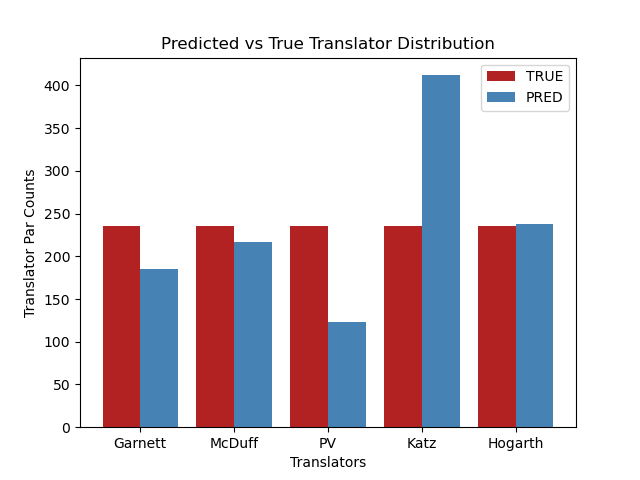 Predicted vs True Translator Distribution
TRUE
PRED
Translator Par Counts
400
350
300
250
200
150
100
50
0
Garnett McDuff PV Katz Hogarth
Translators